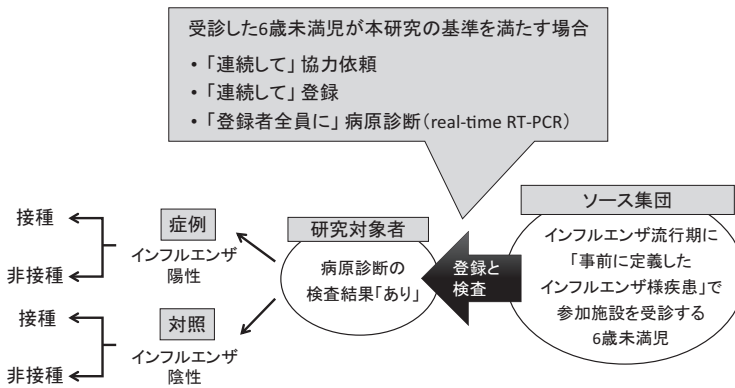 受診した6歳未満児が本研究の基準を満たす場合
・「連続して」協力依頼
・「連続して」登録
・「登録者全員に」病原診断（real-time RT-PCR）
ソース集団
インフルエンザ流行期に
「事前に定義した
インフルエンザ様疾患」で
参加施設を受診する
6歳未満児
登録と
検査
研究対象者
病原診断の
検査結果「あり」
症例
インフルエンザ
陽性
接種
非接種
対照
インフルエンザ
陰性
接種
非接種